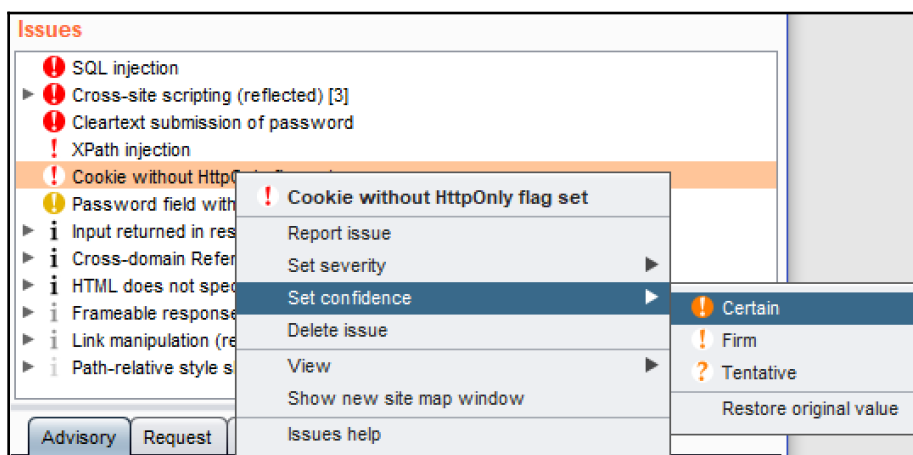 Issues
SQL injection
Cross-site scripting (reflected) [3]
Cleartext submission of password
XPath injection
Cookie without
Cookie without HttpOnly flag set
Password field with
Report issue
Input returned in res
Set severity
Cross-domain Refer
HTML does not spec
Set confidence
Certain
Frameable response
Delete issue
Firm
Link manipulation (re
View
Tentative
Path-relative style s
Show new site map window
Restore original value
Advisory
Request
Issues help